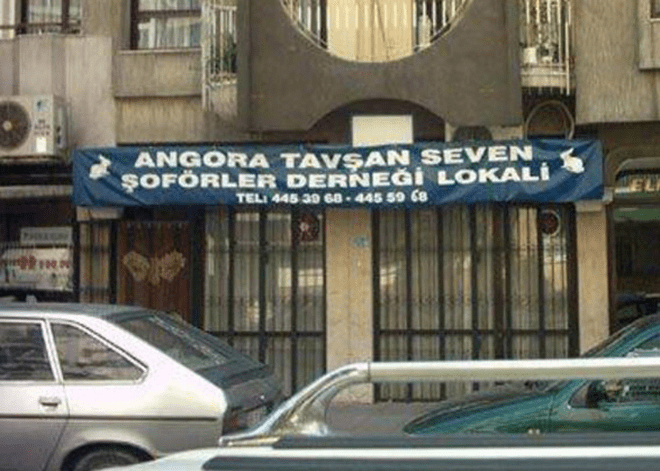 ANGORA TAVŞAN SEVEN
ŞOFÖRLER DERNEĞİ LOKALİ
TEL: 445 39 68 - 445 59 68